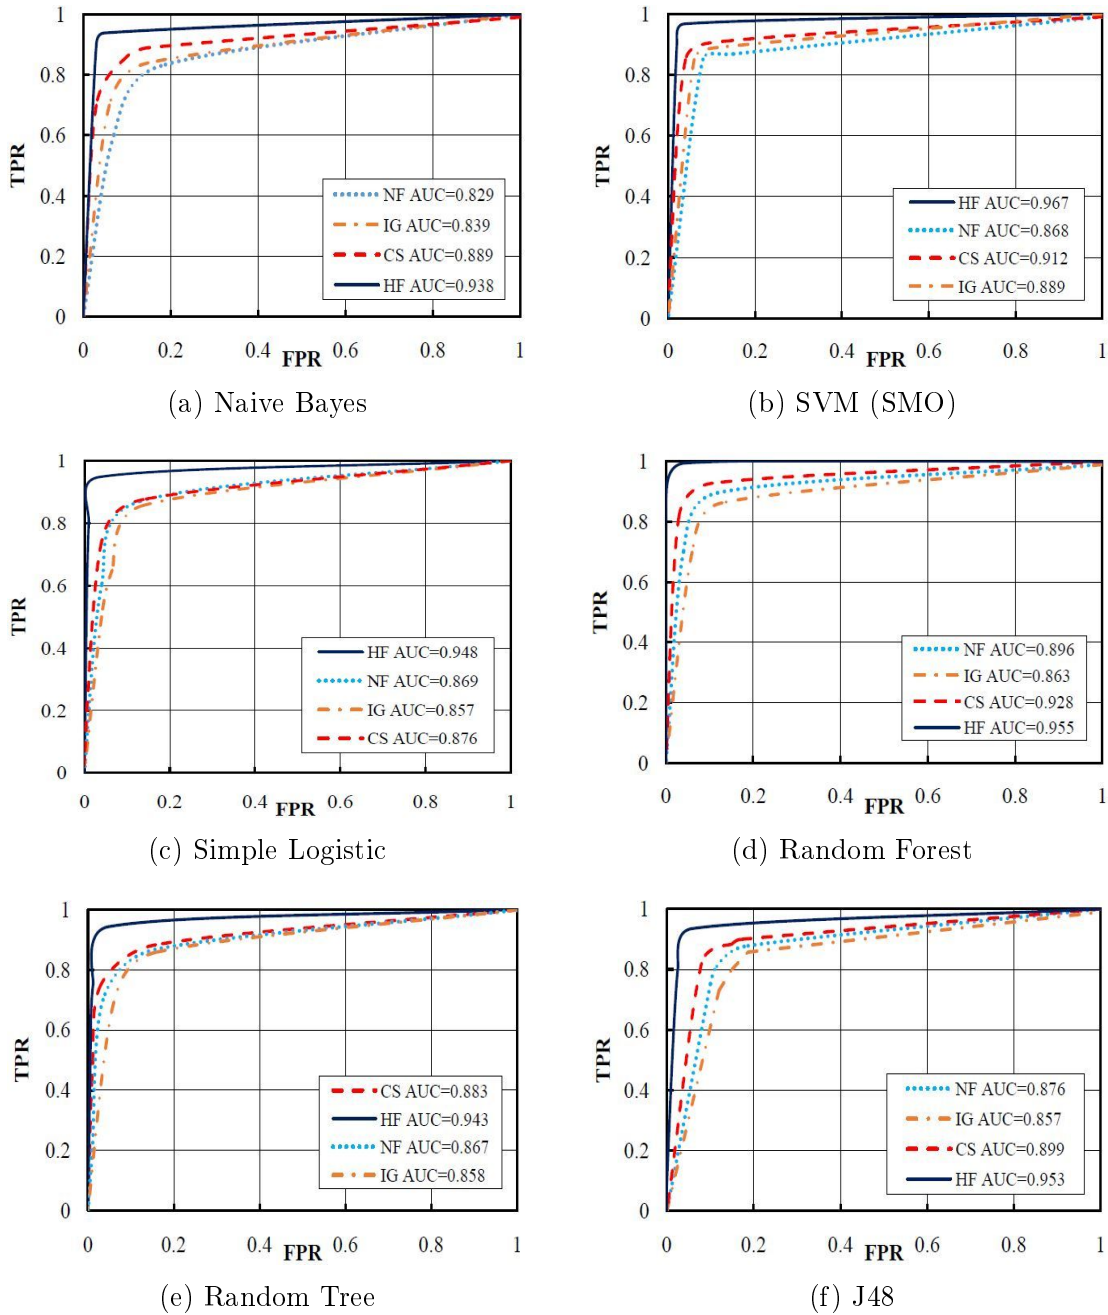 1
0.8
0.6
0.4
0.2
0
TPR
NF AUC=0.829
IG AUC=0.839
CS AUC=0.889
HF AUC=0.938
0 0.2 0.4 0.6 0.8 1
FPR
(a) Naive Bayes
1
0.8
0.6
0.4
0.2
0
TPR
HF AUC=0.967
NF AUC=0.868
CS AUC=0.912
IG AUC=0.889
0 0.2 0.4 0.6 0.8 1
FPR
(b) SVM (SMO)
1
0.8
0.6
0.4
0.2
0
TPR
HF AUC=0.948
NF AUC=0.869
IG AUC=0.857
CS AUC=0.876
0 0.2 0.4 0.6 0.8 1
FPR
(c) Simple Logistic
1
0.8
0.6
0.4
0.2
0
TPR
NF AUC=0.896
IG AUC=0.863
CS AUC=0.928
HF AUC=0.955
0 0.2 0.4 0.6 0.8 1
FPR
(d) Random Forest
1
0.8
0.6
0.4
0.2
0
TPR
CS AUC=0.883
HF AUC=0.943
NF AUC=0.867
IG AUC=0.858
0 0.2 0.4 0.6 0.8 1
FPR
(e) Random Tree
1
0.8
0.6
0.4
0.2
0
TPR
NF AUC=0.876
IG AUC=0.857
CS AUC=0.899
HF AUC=0.953
0 0.2 0.4 0.6 0.8 1
FPR
(f) J48